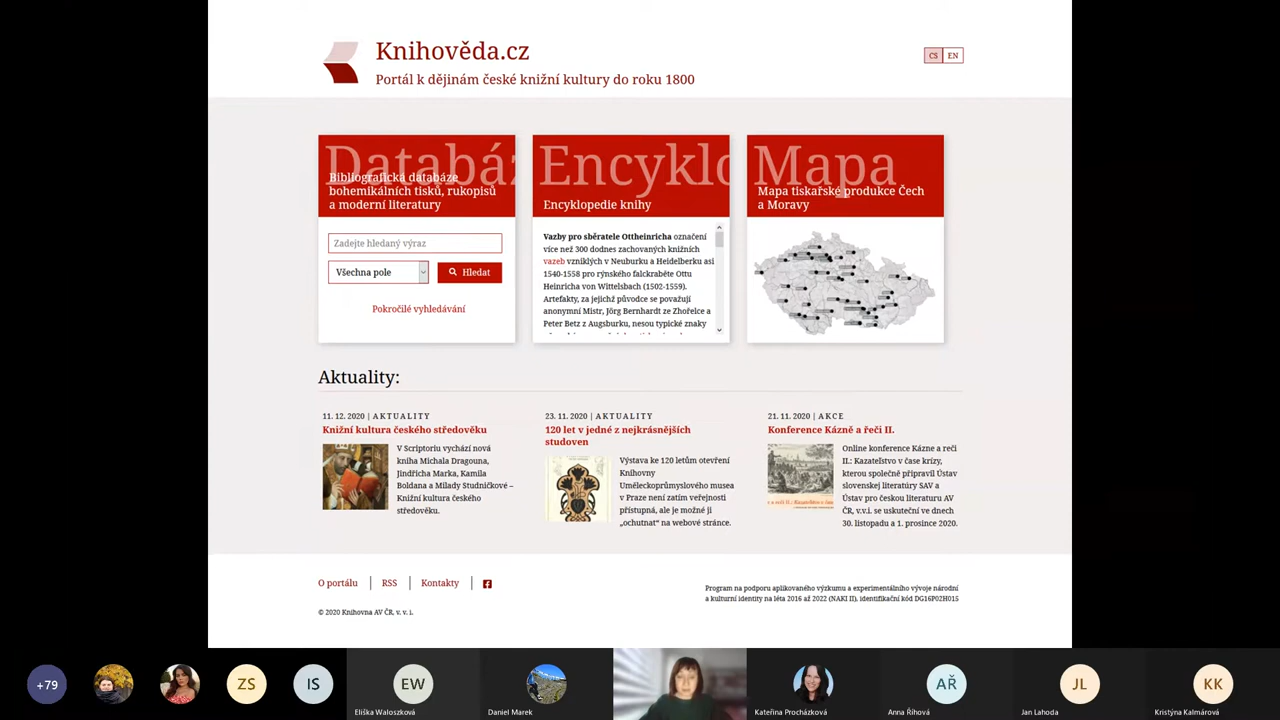 Knihověda.cz
Portál k dějinám české knižní kultury do roku 1800
CS EN
Databáz
Bibliografická databáze
bohemikálních tisků, rukopisů
a moderní literatury
Zadejte hledaný výraz
Všechna pole
Hledat
Pokročilé vyhledávání
Encyklo
Encyklopedie knihy
Vazby pro sběratele Ottheinricha označení
více než 300 dodnes zachovaných knižních
vazeb vzniklých v Neuburku a Heidelberku asi
1540-1558 pro rýnského falckraběte Ottu
Heinricha von Wittelsbach (1502-1559).
Artefakty, za jejichž původce se považují
anonymní Mistr, Jörg Bernhardt ze Zhořelce a
Peter Betz z Augsburku, nesou typické znaky
Mapa
Mapa tiskařské produkce Čech
a Moravy
Aktuality:
11. 12. 2020 | AKTUALITY
Knižní kultura českého středověku
V Scriptoriu vychází nová
kniha Michala Dragouna,
Jindřicha Marka, Kamila
Boldana a Milady Studničkové –
Knižní kultura českého
středověku.
23. 11. 2020 | AKTUALITY
120 let v jedné z nejkrásnějších
studoven
Výstava ke 120 letům otevření
Knihovny
Uměleckoprůmyslového musea
v Praze není zatím veřejnosti
přístupná, ale je možné ji
„ochutnat“ na webové stránce.
21. 11. 2020 | AKCE
Konference Kázně a řeči II.
Online konference Kázne a reči
II.: Kazateľstvo v čase krízy,
kterou společně připravil Ústav
slovenskej literatúry SAV a
Ústav pro českou literaturu AV
ČR, v.v.i. se uskuteční ve dnech
30. listopadu a 1. prosince 2020.
O portálu
RSS
Kontakty
© 2020 Knihovna AV ČR, v. v. i.
Program na podporu aplikovaného výzkumu a experimentálního vývoje národní
a kulturní identity na léta 2016 až 2022 (NAKI II), identifikační kód DG16P02H015
+79
ZS
IS
EW
Eliška Waloszková
Daniel Marek
Kateřina Procházková
AŘ
Anna Říhová
JL
Jan Lahoda
KK
Kristýna Kalmárová